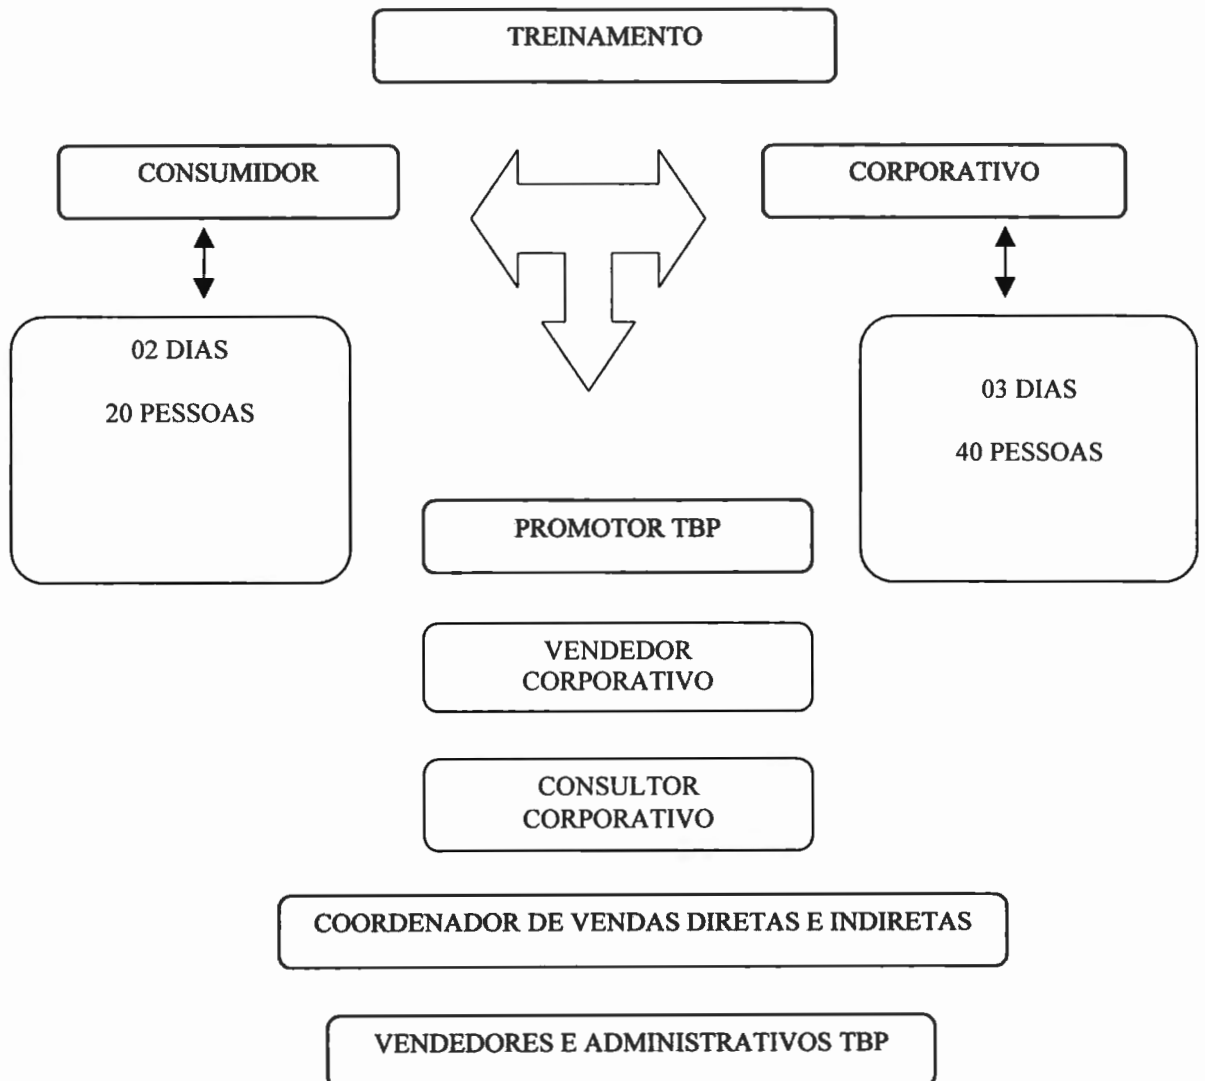 TREINAMENTO
CONSUMIDOR
CORPORATIVO
02 DIAS
20 PESSOAS
03 DIAS
40 PESSOAS
PROMOTOR TBP
VENDEDOR
CORPORATIVO
CONSULTOR
CORPORATIVO
COORDENADOR DE VENDAS DIRETAS E INDIRETAS
VENDEDORES E ADMINISTRATIVOS TBP